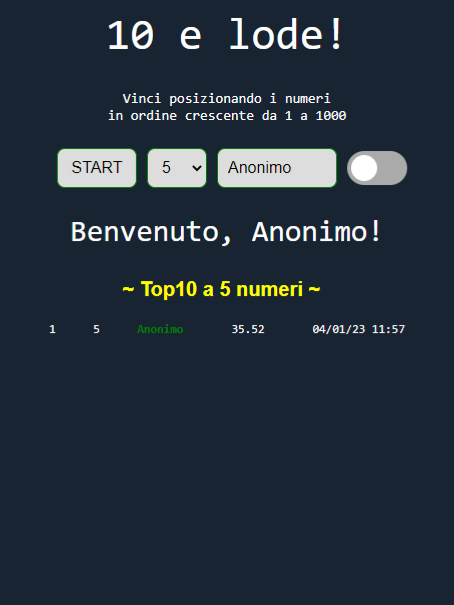 10 e lode!
Vinci posizionando i numeri
in ordine crescente da 1 a 1000
START 5 Anonimo
Benvenuto, Anonimo!
~ Top10 a 5 numeri ~
1 5 Anonimo 35.52 04/01/23 11:57